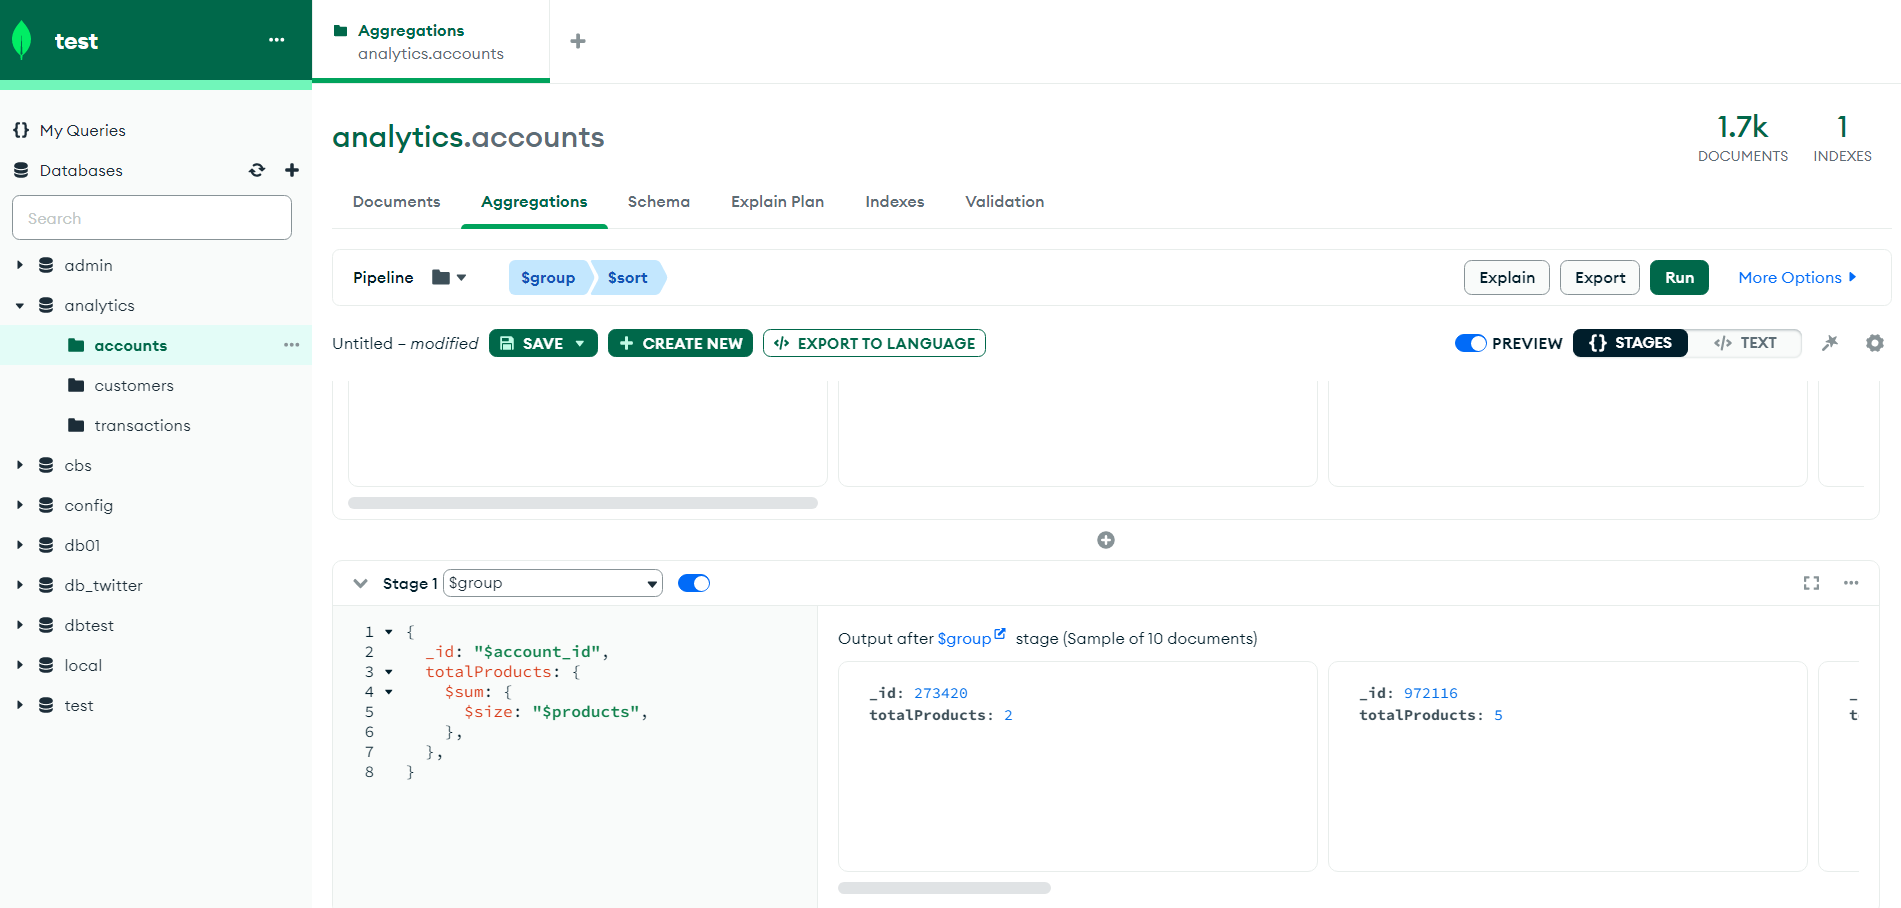 test
Aggregations
analytics.accounts
My Queries
Databases
Search
admin
analytics
accounts
customers
transactions
cbs
config
db01
db_twitter
dbtest
local
test
analytics.accounts
1.7k
DOCUMENTS
1
INDEXES
Documents Aggregations Schema Explain Plan Indexes Validation
Pipeline $group $sort Explain Export Run More Options
Untitled – modified SAVE CREATE NEW EXPORT TO LANGUAGE PREVIEW {} STAGES </> TEXT
Stage 1 $group
1 {
2 _id: "$account_id",
3 totalProducts: {
4 $sum: {
5 $size: "$products",
6 },
7 },
8 }
Output after $group stage (Sample of 10 documents)
_id: 273420
totalProducts: 2
_id: 972116
totalProducts: 5